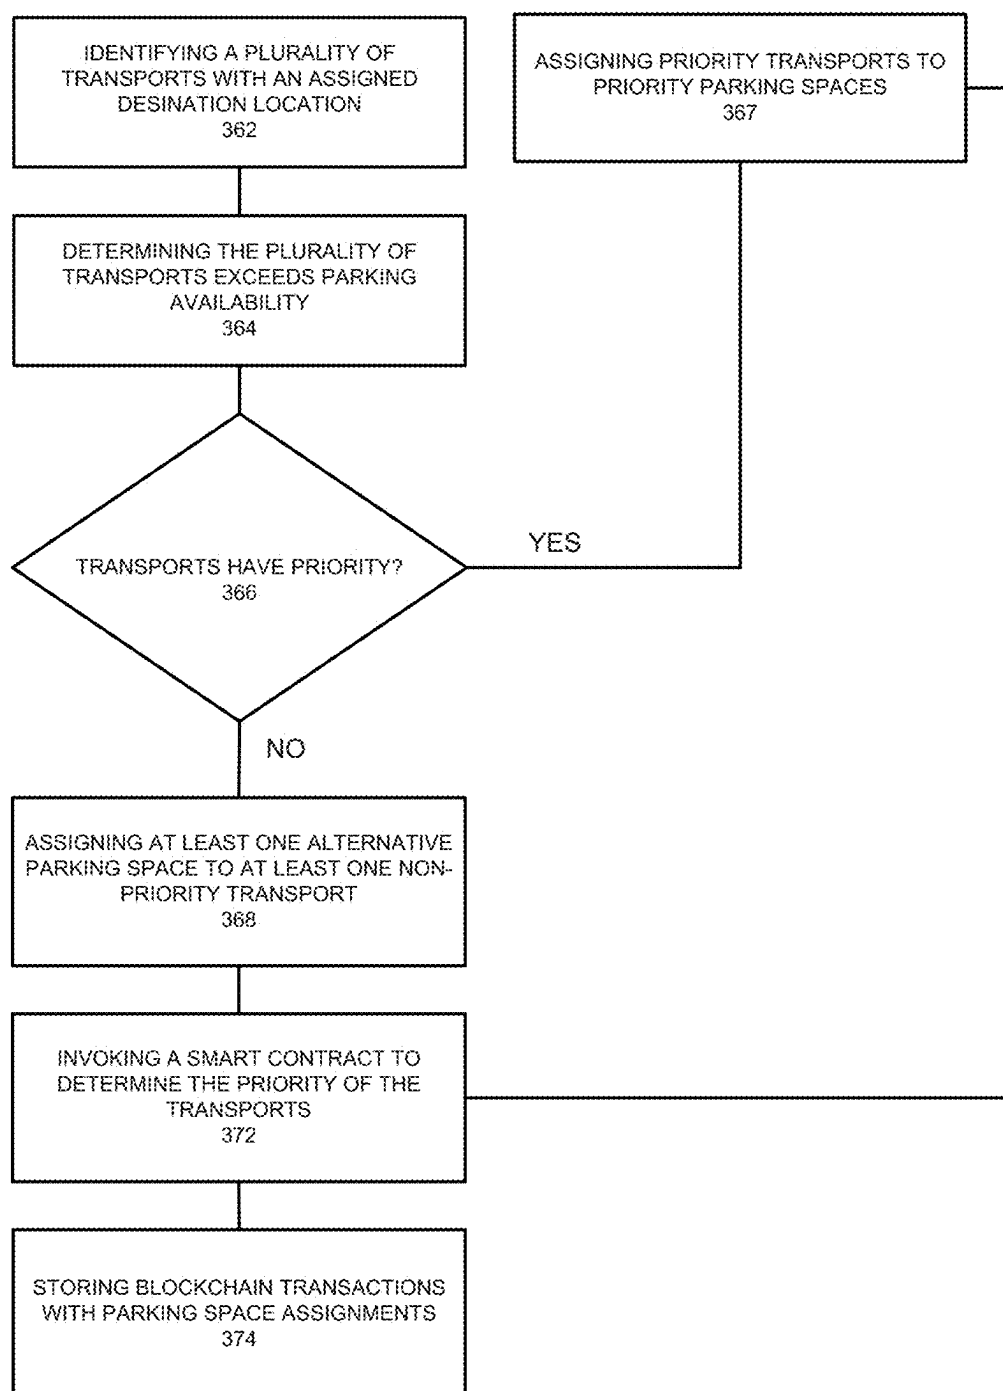 IDENTIFYING A PLURALITY OF
TRANSPORTS WITH AN ASSIGNED
DESINATION LOCATION
362
ASSIGNING PRIORITY TRANSPORTS TO
PRIORITY PARKING SPACES
367
DETERMINING THE PLURALITY OF
TRANSPORTS EXCEEDS PARKING
AVAILABILITY
364
TRANSPORTS HAVE PRIORITY?
366
YES
NO
ASSIGNING AT LEAST ONE ALTERNATIVE
PARKING SPACE TO AT LEAST ONE NON-
PRIORITY TRANSPORT
368
INVOKING A SMART CONTRACT TO
DETERMINE THE PRIORITY OF THE
TRANSPORTS
372
STORING BLOCKCHAIN TRANSACTIONS
WITH PARKING SPACE ASSIGNMENTS
374